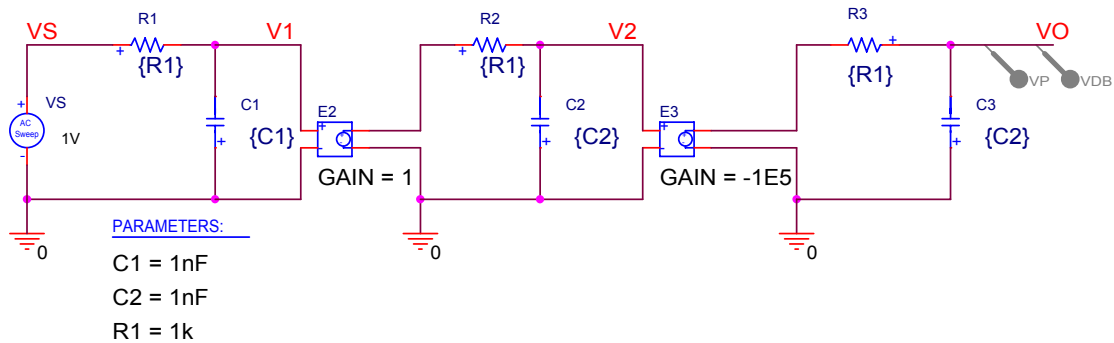 VS
R1
{R1}
V1
R2
{R1}
V2
R3
{R1}
VO
VP
VDB
VS
AC
Sweep
1V
C1
{C1}
E2
GAIN = 1
C2
{C2}
E3
GAIN = -1E5
C3
{C2}
0
0
0
PARAMETERS:
C1 = 1nF
C2 = 1nF
R1 = 1k